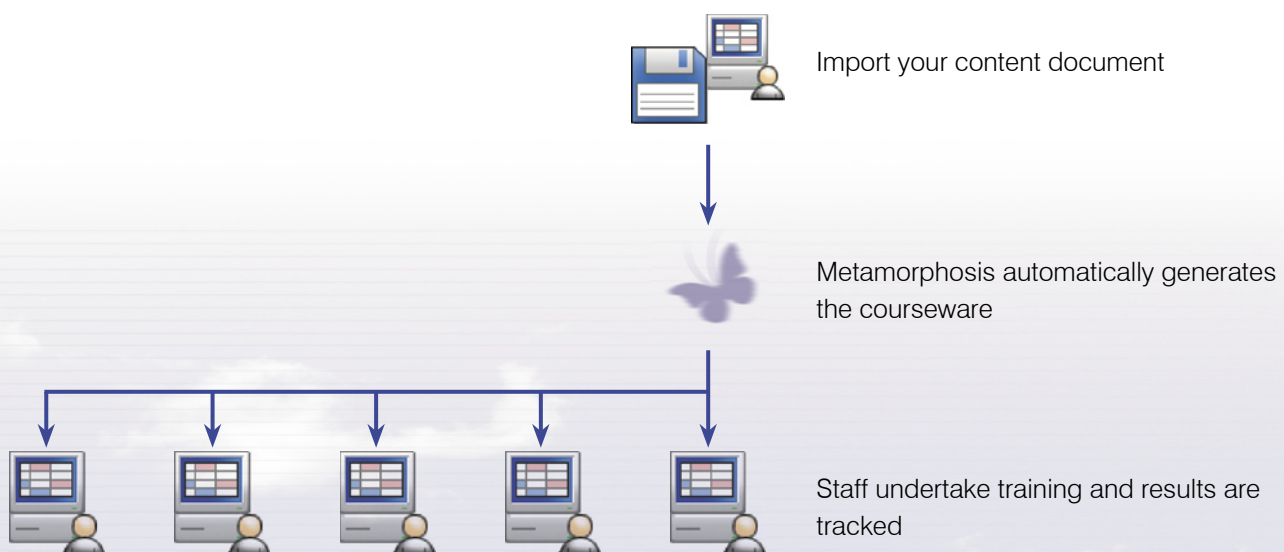 Import your content document
Metamorphosis automatically generates
the courseware
Staff undertake training and results are
tracked